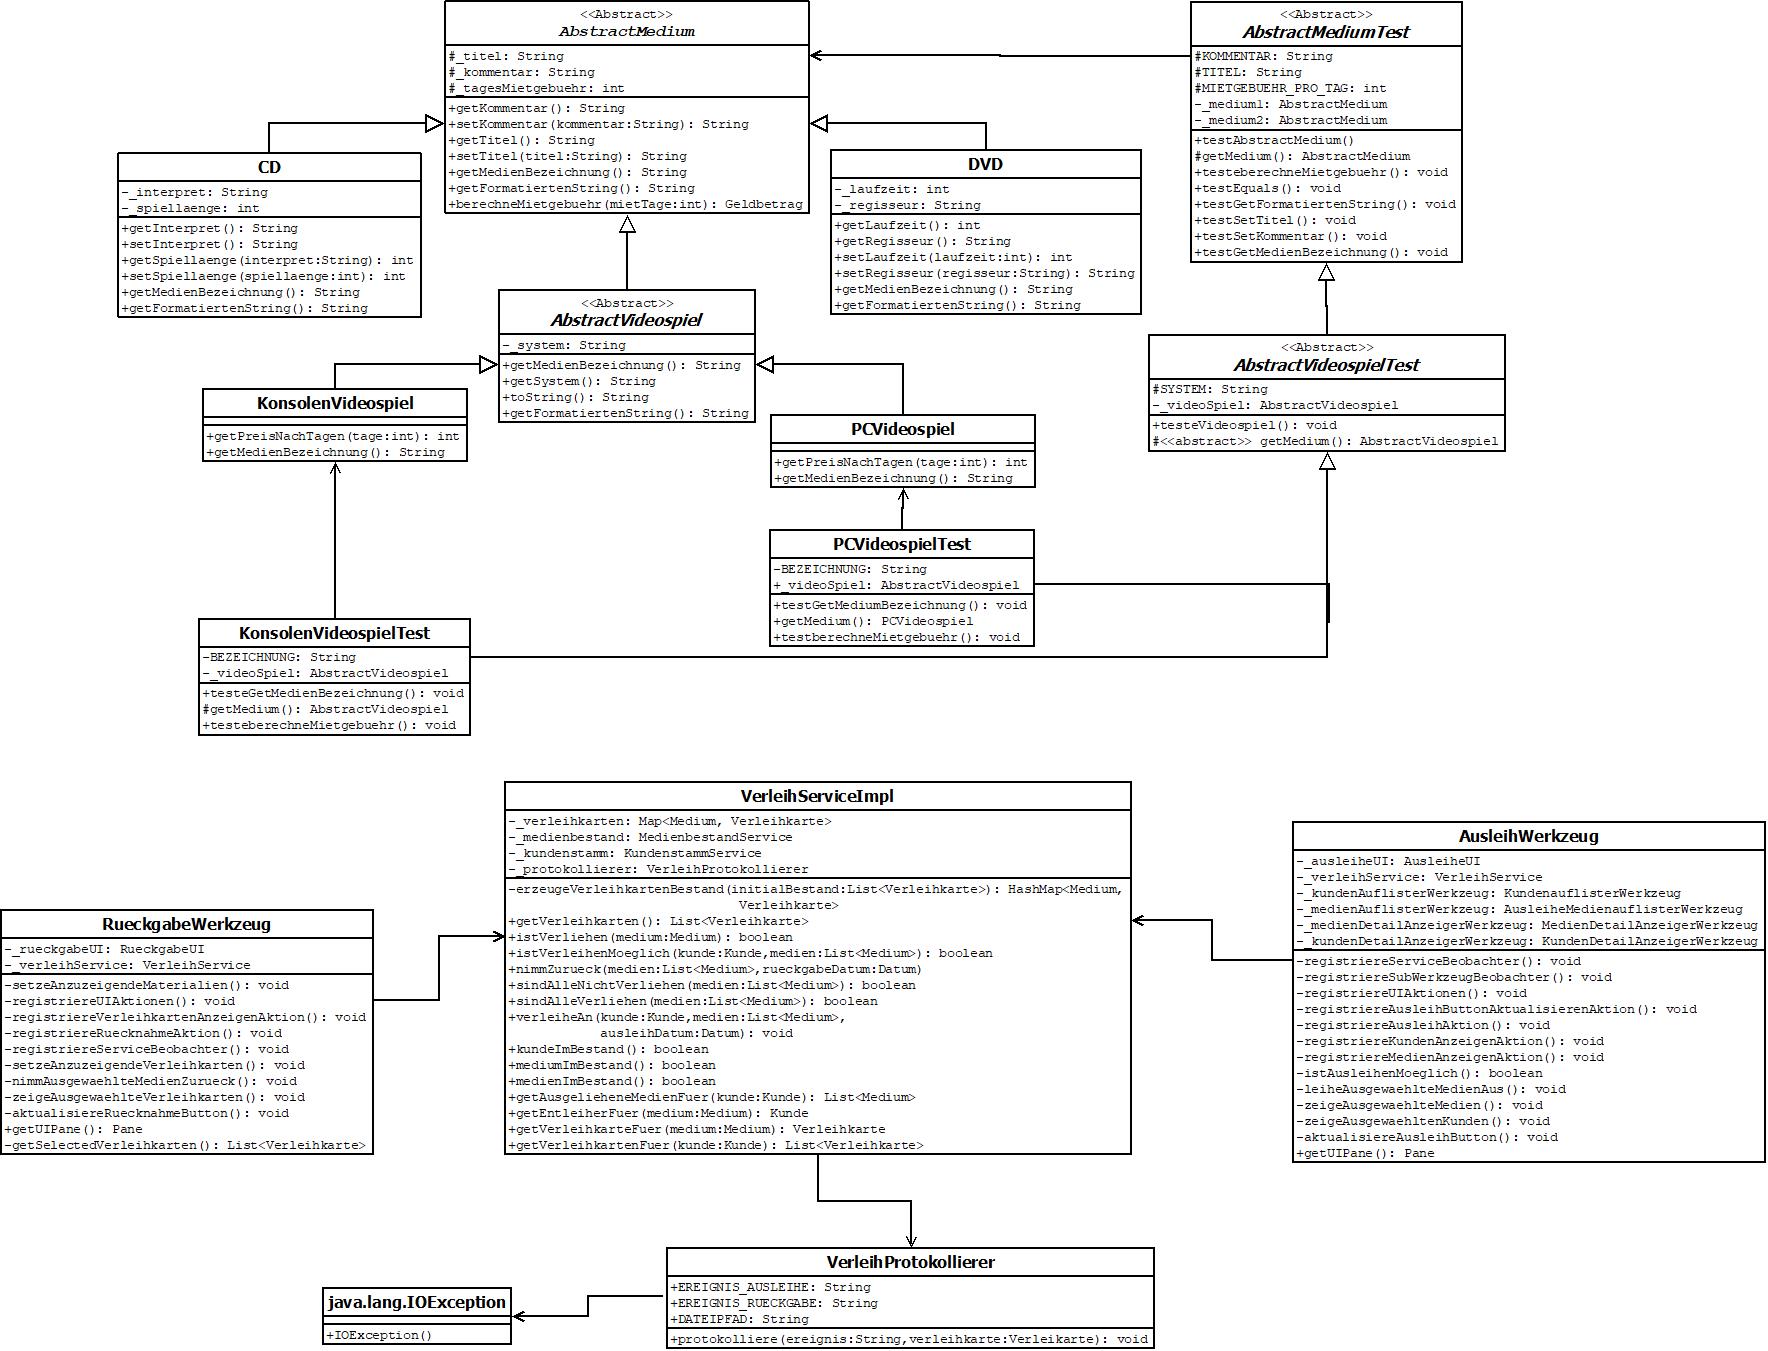 <<Abstract>>
AbstractMedium
#_titel: String
#_kommentar: String
#_tagesMietgebuehr: int
+getKommentar(): String
+setKommentar(kommentar:String): String
+getTitel(): String
+setTitel(titel:String): String
+getMedienBezeichnung(): String
+getFormatiertenString(): String
+berechneMietgebuehr(mietTage:int): Geldbetrag
<<Abstract>>
AbstractMediumTest
#KOMMENTAR: String
#TITEL: String
#MIETGEBUEHR_PRO_TAG: int
-_medium1: AbstractMedium
-_medium2: AbstractMedium
+testAbstractMedium()
#getMedium(): AbstractMedium
+testeberechneMietgebuehr(): void
+testEquals(): void
+testGetFormatiertenString(): void
+testSetTitel(): void
+testSetKommentar(): void
+testGetMedienBezeichnung(): void
CD
-_interpret: String
-_spiellaenge: int
+getInterpret(): String
+setInterpret(): String
+getSpiellaenge(interpret:String): int
+setSpiellaenge(spiellaenge:int): int
+getMedienBezeichnung(): String
+getFormatiertenString(): String
DVD
-_laufzeit: int
-_regisseur: String
+getLaufzeit(): int
+getRegisseur(): String
+setLaufzeit(laufzeit:int): int
+setRegisseur(regisseur:String): String
+getMedienBezeichnung(): String
+getFormatiertenString(): String
<<Abstract>>
AbstractVideospiel
-_system: String
+getMedienBezeichnung(): String
+getSystem(): String
+toString(): String
+getFormatiertenString(): String
<<Abstract>>
AbstractVideospielTest
#SYSTEM: String
-_videoSpiel: AbstractVideospiel
+testeVideospiel(): void
#<<abstract>> getMedium(): AbstractVideospiel
KonsolenVideospiel
+getPreisNachTagen(tage:int): int
+getMedienBezeichnung(): String
PCVideospiel
+getPreisNachTagen(tage:int): int
+getMedienBezeichnung(): String
PCVideospielTest
-BEZEICHNUNG: String
+_videoSpiel: AbstractVideospiel
+testGetMediumBezeichnung(): void
+getMedium(): PCVideospiel
+testberechneMietgebuehr(): void
KonsolenVideospielTest
-BEZEICHNUNG: String
-_videoSpiel: AbstractVideospiel
+testeGetMedienBezeichnung(): void
#getMedium(): AbstractVideospiel
+testeberechneMietgebuehr(): void
VerleihServiceImpl
-_verleihkarten: Map<Medium, Verleihkarte>
-_medienbestand: MedienbestandService
-_kundenstamm: KundenstammService
-_protokollierer: VerleihProtokollierer
-erzeugeVerleihkartenBestand(initialBestand:List<Verleihkarte>): HashMap<Medium,
Verleihkarte>
+getVerleihkarten(): List<Verleihkarte>
+istVerliehen(medium:Medium): boolean
+istVerleihenMoeglich(kunde:Kunde,medien:List<Medium>): boolean
+nimmZurueck(medien:List<Medium>,rueckgabeDatum:Datum)
+sindAlleNichtVerliehen(medien:List<Medium>): boolean
+sindAlleVerliehen(medien:List<Medium>): boolean
+verleiheAn(kunde:Kunde,medien:List<Medium>,
ausleihDatum:Datum): void
+kundeImBestand(): boolean
+mediumImBestand(): boolean
+medienImBestand(): boolean
+getAusgelieheneMedienFuer(kunde:Kunde): List<Medium>
+getEntleiherFuer(medium:Medium): Kunde
+getVerleihkarteFuer(medium:Medium): Verleihkarte
+getVerleihkartenFuer(kunde:Kunde): List<Verleihkarte>
AusleihWerkzeug
-_ausleiheUI: AusleiheUI
-_verleihService: VerleihService
-_kundenAuflisterWerkzeug: KundenauflisterWerkzeug
-_medienAuflisterWerkzeug: AusleiheMedienauflisterWerkzeug
-_medienDetailAnzeigerWerkzeug: MedienDetailAnzeigerWerkzeug
-_kundenDetailAnzeigerWerkzeug: KundenDetailAnzeigerWerkzeug
-registriereServiceBeobachter(): void
-registriereSubWerkzeugBeobachter(): void
-registriereUIAktionen(): void
-registriereAusleihButtonAktualisierenAktion(): void
-registriereAusleihAktion(): void
-registriereKundenAnzeigenAktion(): void
-registriereMedienAnzeigenAktion(): void
-istAusleihenMoeglich(): boolean
-leiheAusgewaehlteMedienAus(): void
-zeigeAusgewaehlteMedien(): void
-zeigeAusgewaehltenKunden(): void
-aktualisiereAusleihButton(): void
+getUIPane(): Pane
RueckgabeWerkzeug
-_rueckgabeUI: RueckgabeUI
-_verleihService: VerleihService
-setzeAnzuzeigendeMaterialien(): void
-registriereUIAktionen(): void
-registriereVerleihkartenAnzeigenAktion(): void
-registriereRuecknahmeAktion(): void
-registriereServiceBeobachter(): void
-setzeAnzuzeigendeVerleihkarten(): void
-nimmAusgewaehlteMedienZurueck(): void
-zeigeAusgewaehlteVerleihkarten(): void
-aktualisiereRuecknahmeButton(): void
+getUIPane(): Pane
-getSelectedVerleihkarten(): List<Verleihkarte>
VerleihProtokollierer
+EREIGNIS_AUSLEIHE: String
+EREIGNIS_RUECKGABE: String
+DATEIPFAD: String
+protokolliere(ereignis:String,verleihkarte:Verleikarte): void
java.lang.IOException
+IOException()